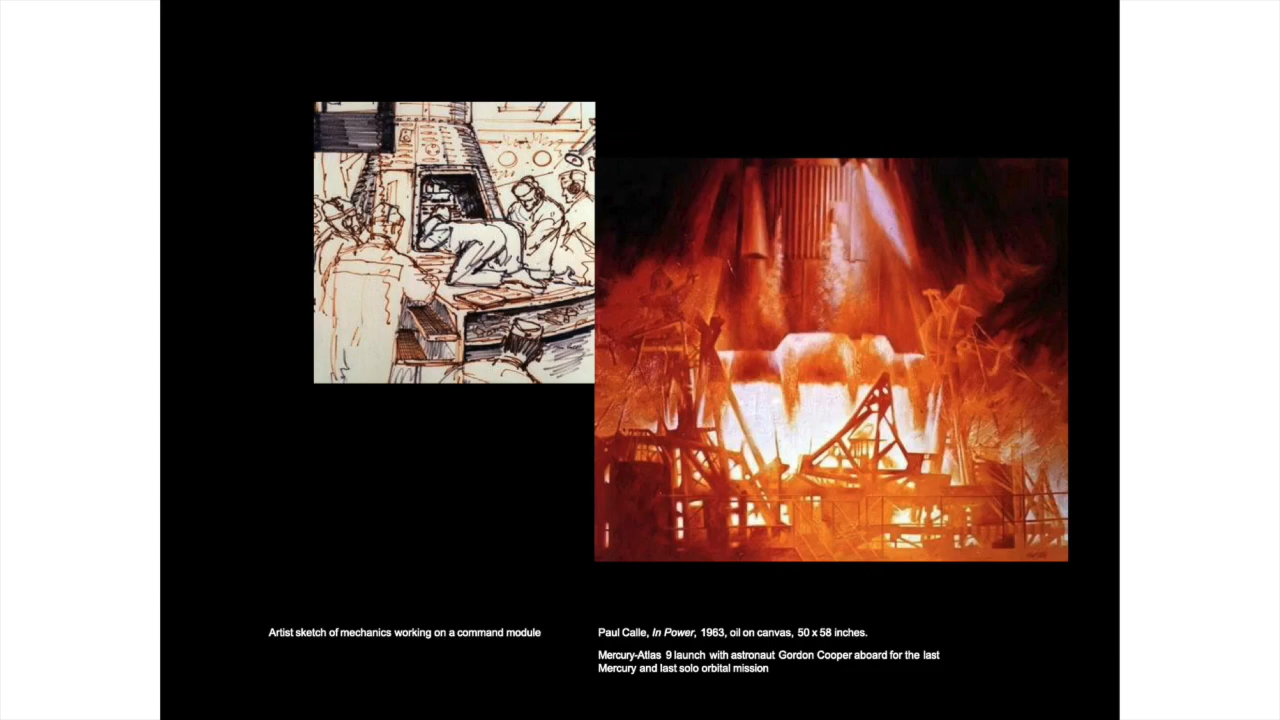 Artist sketch of mechanics working on a command module
Paul Calle, In Power, 1963, oil on canvas, 50 x 58 inches.
Mercury-Atlas 9 launch with astronaut Gordon Cooper aboard for the last
Mercury and last solo orbital mission